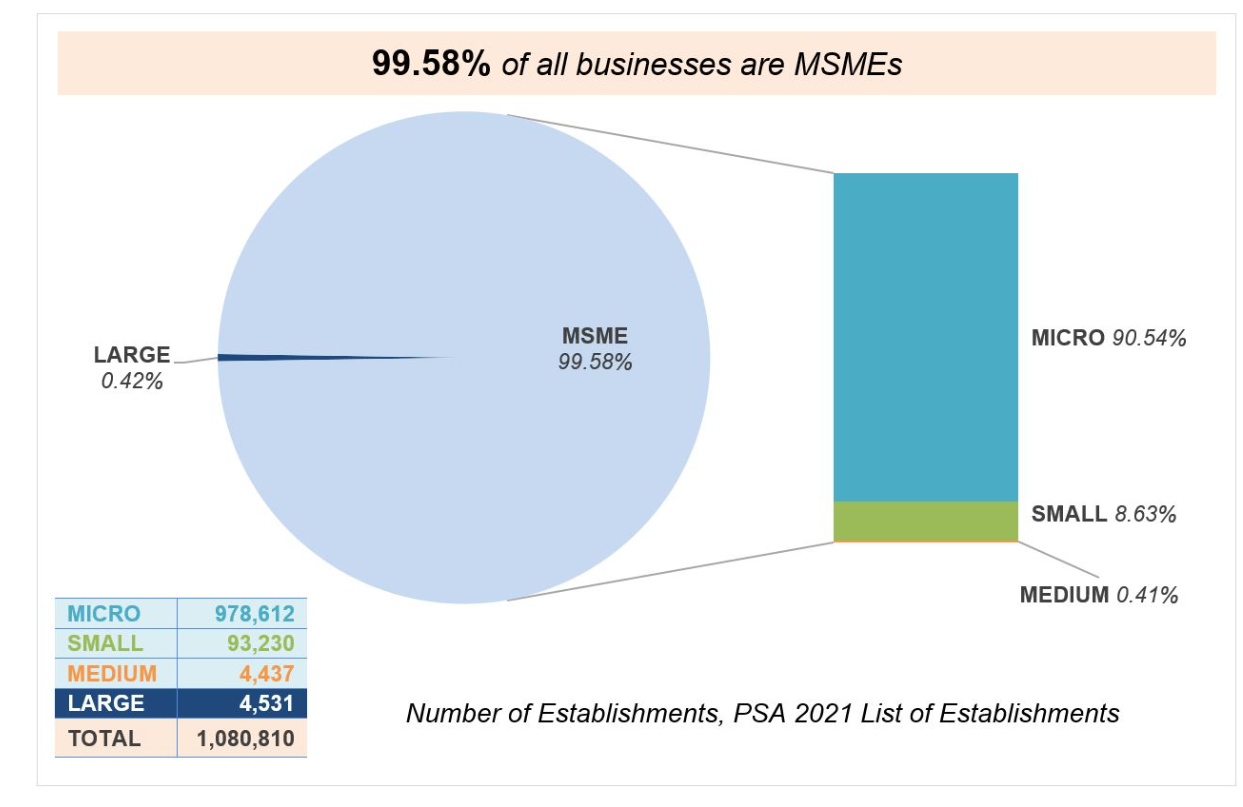 99.58% of all businesses are MSMEs
LARGE
0.42%
MSME
99.58%
MICRO 90.54%
SMALL 8.63%
MEDIUM 0.41%
MICRO 978,612
SMALL 93,230
MEDIUM 4,437
LARGE 4,531
TOTAL 1,080,810
Number of Establishments, PSA 2021 List of Establishments